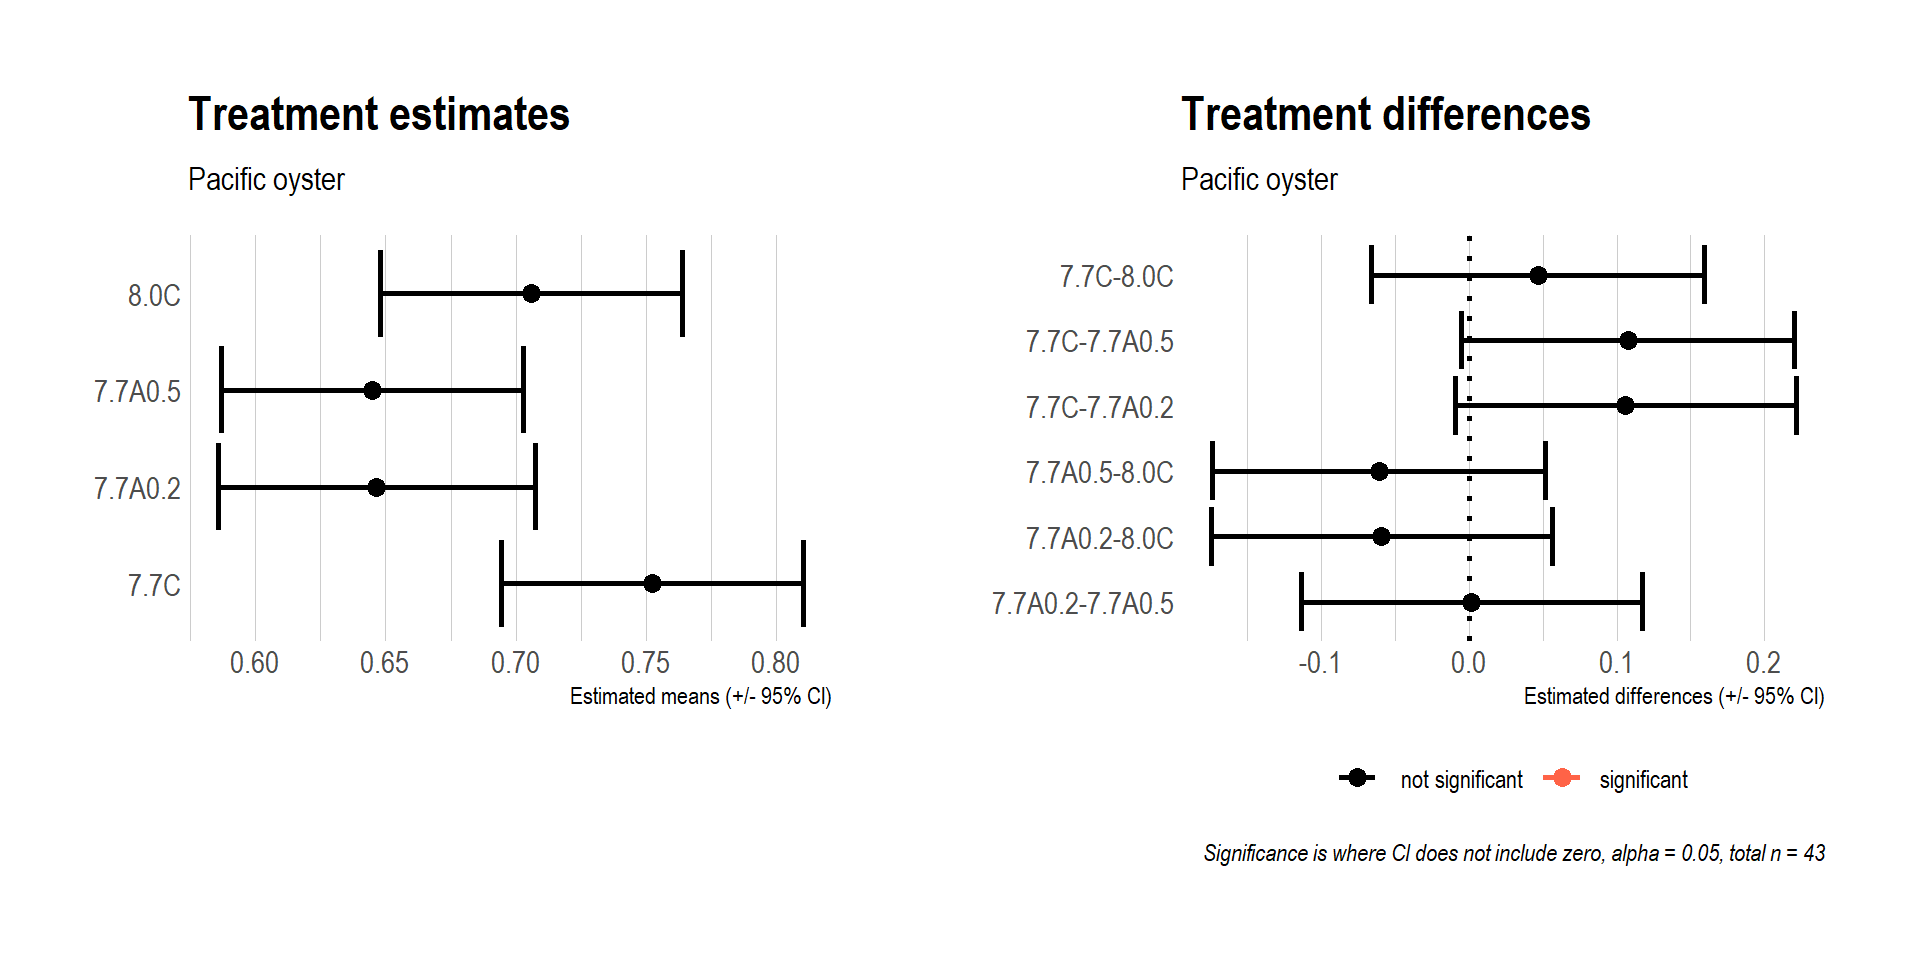 Treatment estimates
Pacific oyster
8.0C
7.7A0.5
7.7A0.2
7.7C
0.60 0.65 0.70 0.75 0.80
Estimated means (+/- 95% CI)
Treatment differences
Pacific oyster
7.7C-8.0C
7.7C-7.7A0.5
7.7C-7.7A0.2
7.7A0.5-8.0C
7.7A0.2-8.0C
7.7A0.2-7.7A0.5
-0.1 0.0 0.1 0.2
Estimated differences (+/- 95% CI)
not significant significant
Significance is where CI does not include zero, alpha = 0.05, total n = 43